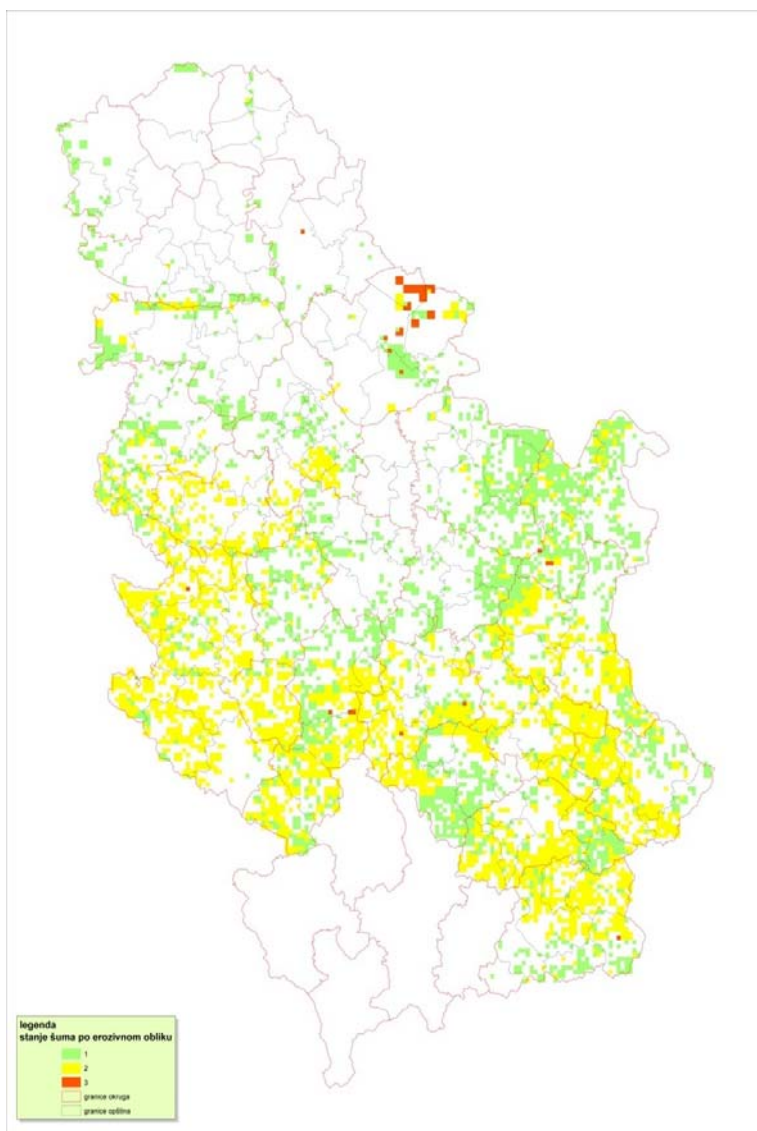 legenda
stanje šuma po erozivnom obliku
1
2
3
granice okruga
granice opština